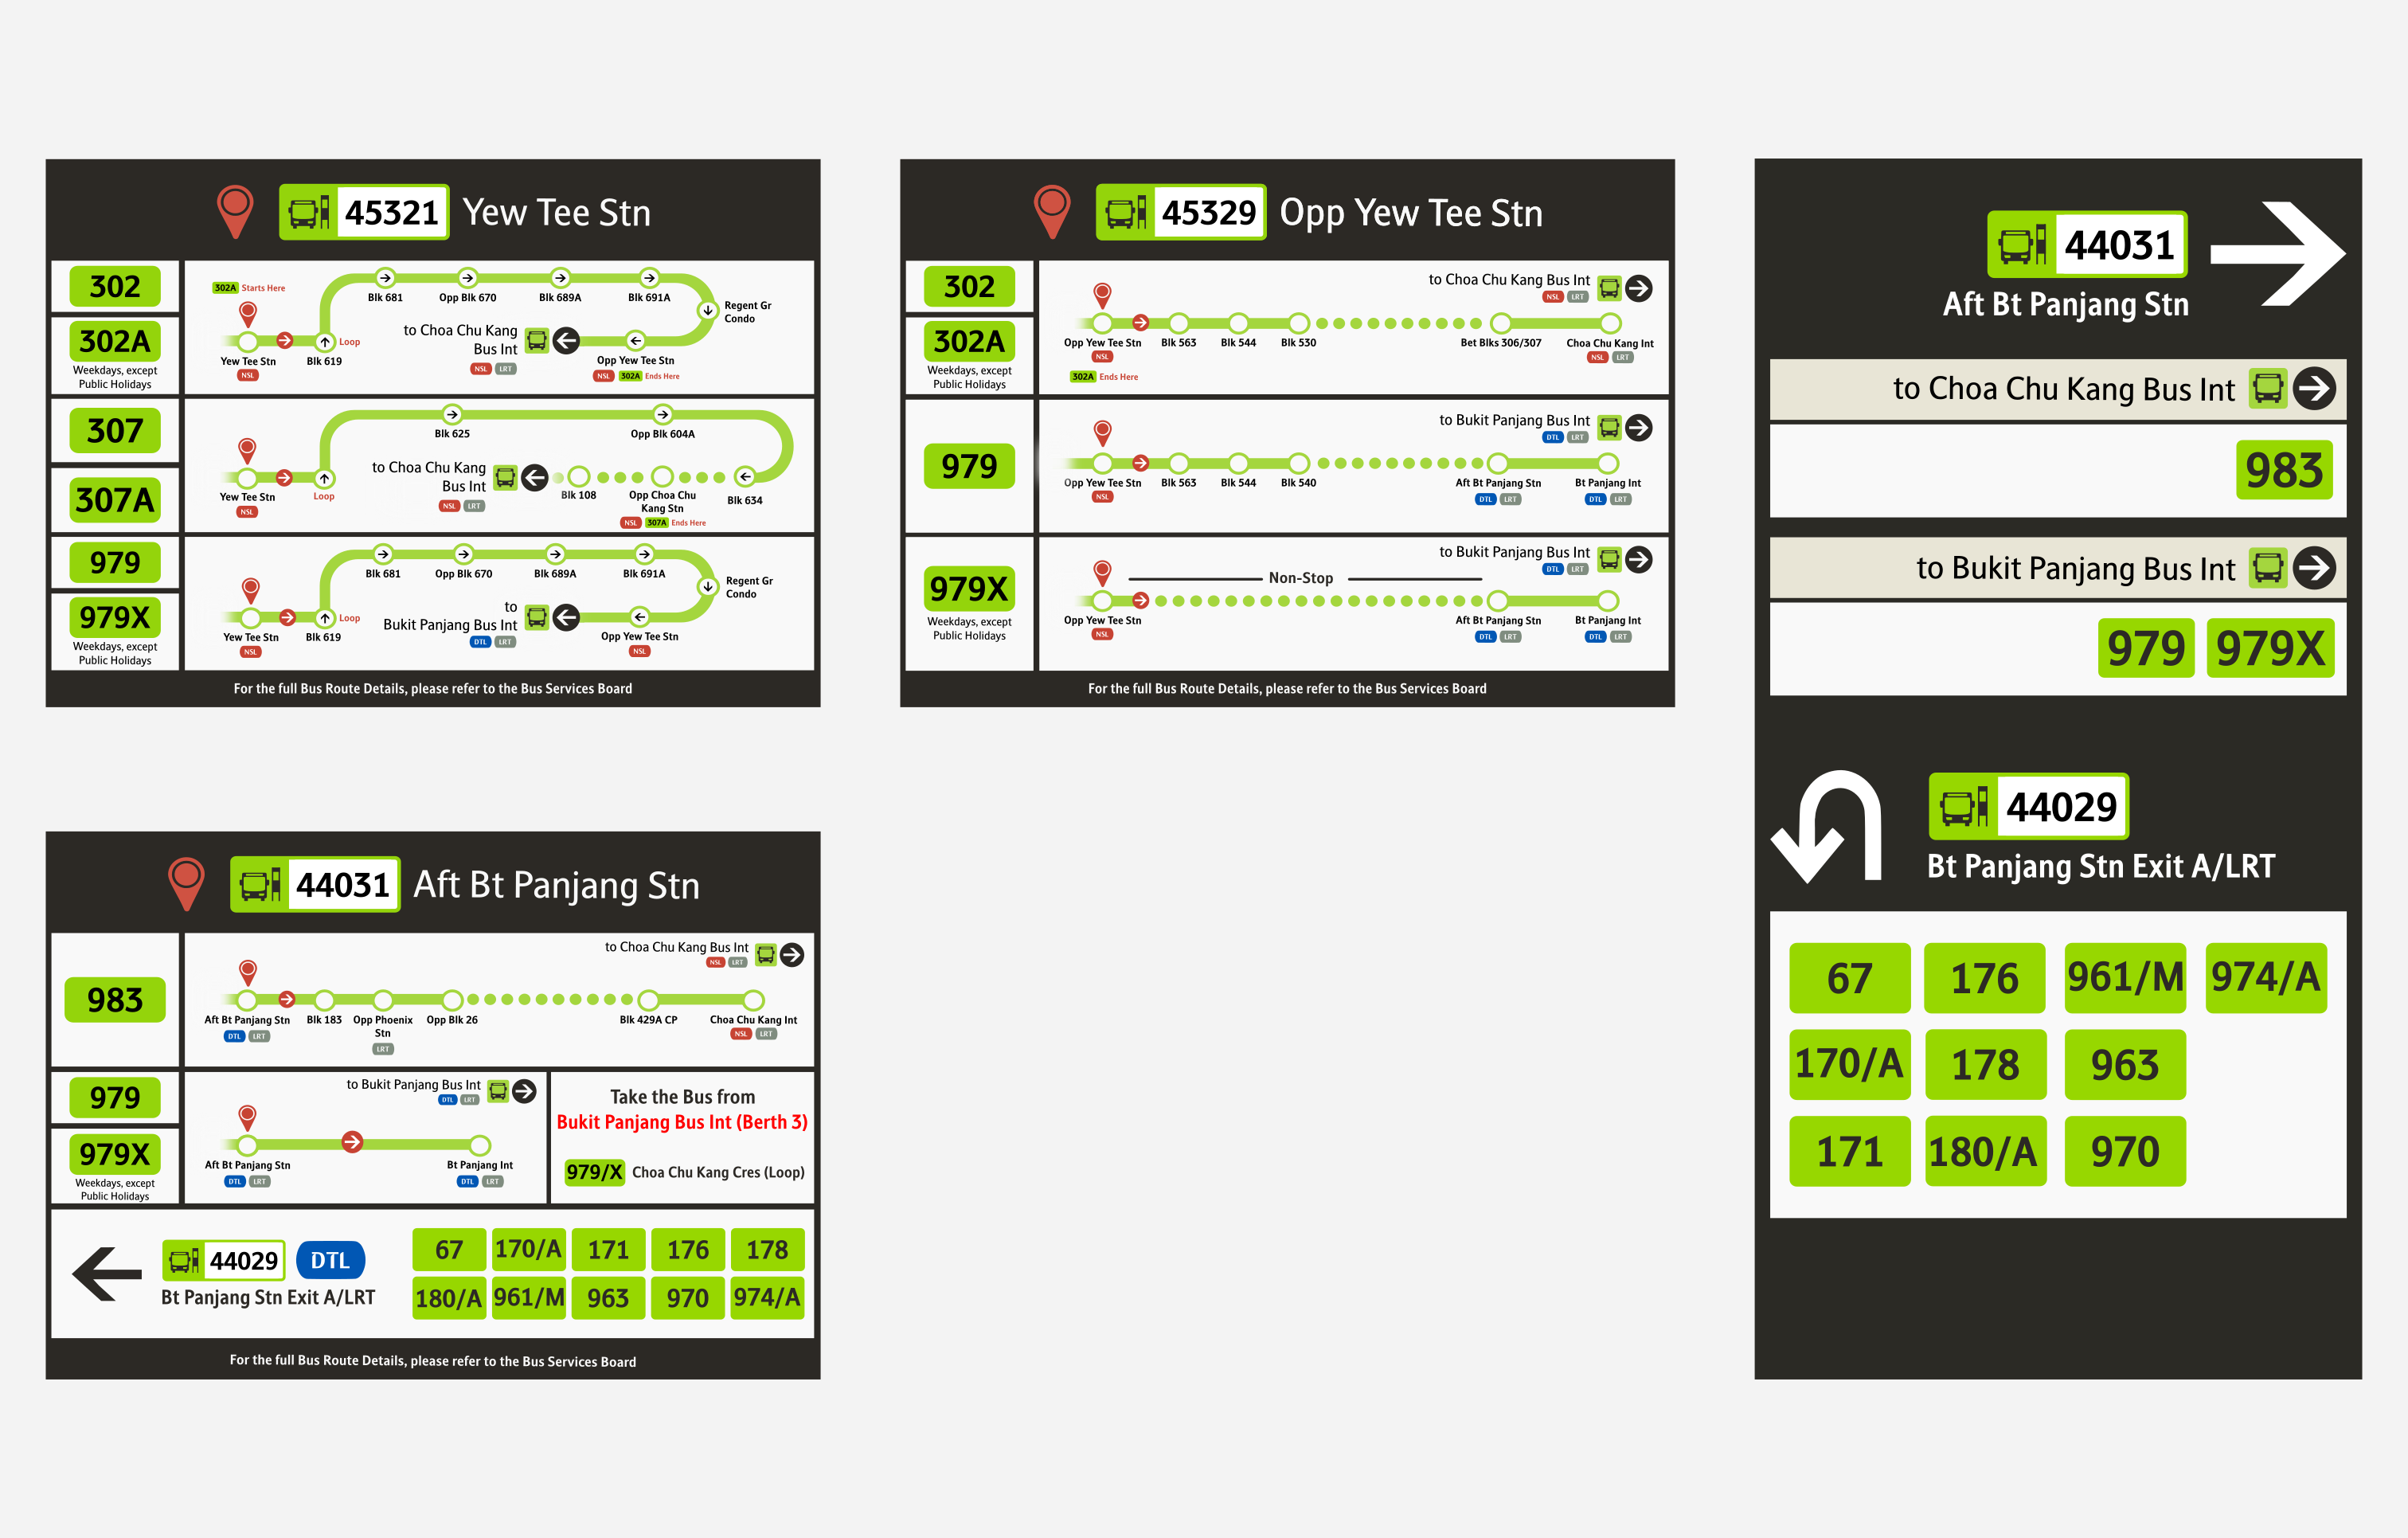 45321 Yew Tee Stn
302
302A
Weekdays, except
Public Holidays
302A Starts Here
Yew Tee Stn
NSL
Blk 619
Loop
Blk 681
Opp Blk 670
Blk 689A
Blk 691A
Regent Gr
Condo
Opp Yew Tee Stn
NSL 302A Ends Here
to Choa Chu Kang
Bus Int
NSL LRT
307
307A
Yew Tee Stn
NSL
Loop
Blk 625
Opp Blk 604A
Blk 634
Opp Choa Chu
Kang Stn
NSL 307A Ends Here
Blk 108
to Choa Chu Kang
Bus Int
NSL LRT
979
979X
Weekdays, except
Public Holidays
Yew Tee Stn
NSL
Blk 619
Loop
Blk 681
Opp Blk 670
Blk 689A
Blk 691A
Regent Gr
Condo
Opp Yew Tee Stn
NSL
to
Bukit Panjang Bus Int
DTL LRT
For the full Bus Route Details, please refer to the Bus Services Board
45329 Opp Yew Tee Stn
302
302A
Weekdays, except
Public Holidays
to Choa Chu Kang Bus Int
NSL LRT
Opp Yew Tee Stn
NSL
302A Ends Here
Blk 563
Blk 544
Blk 530
Bet Blks 306/307
Choa Chu Kang Int
NSL LRT
979
to Bukit Panjang Bus Int
DTL LRT
Opp Yew Tee Stn
NSL
Blk 563
Blk 544
Blk 540
Aft Bt Panjang Stn
DTL LRT
Bt Panjang Int
DTL LRT
979X
Weekdays, except
Public Holidays
to Bukit Panjang Bus Int
DTL LRT
Non-Stop
Opp Yew Tee Stn
NSL
Aft Bt Panjang Stn
DTL LRT
Bt Panjang Int
DTL LRT
For the full Bus Route Details, please refer to the Bus Services Board
44031
Aft Bt Panjang Stn
to Choa Chu Kang Bus Int
983
to Bukit Panjang Bus Int
979 979X
44029
Bt Panjang Stn Exit A/LRT
67 176 961/M 974/A
170/A 178 963
171 180/A 970
44031 Aft Bt Panjang Stn
983
to Choa Chu Kang Bus Int
NSL LRT
Aft Bt Panjang Stn
DTL LRT
Blk 183
Opp Phoenix
Stn
LRT
Opp Blk 26
Blk 429A CP
Choa Chu Kang Int
NSL LRT
979
979X
Weekdays, except
Public Holidays
to Bukit Panjang Bus Int
DTL LRT
Aft Bt Panjang Stn
DTL LRT
Bt Panjang Int
DTL LRT
Take the Bus from
Bukit Panjang Bus Int (Berth 3)
979/X Choa Chu Kang Cres (Loop)
44029 DTL
Bt Panjang Stn Exit A/LRT
67 170/A 171 176 178
180/A 961/M 963 970 974/A
For the full Bus Route Details, please refer to the Bus Services Board